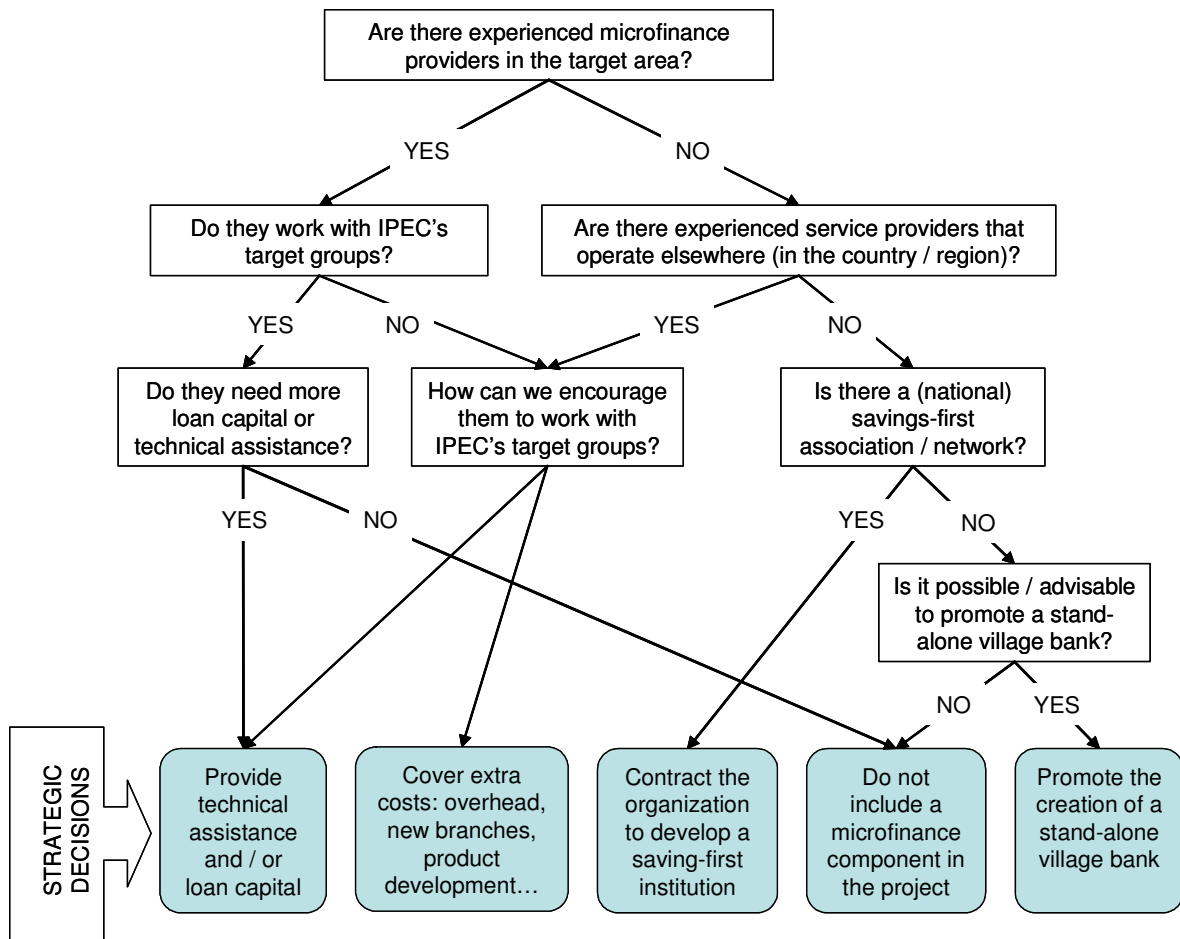 Are there experienced microfinance
providers in the target area?
YES
NO
Do they work with IPEC's
target groups?
Are there experienced service providers that
operate elsewhere (in the country / region)?
YES
NO
YES
NO
Do they need more
loan capital or
technical assistance?
How can we encourage
them to work with
IPEC's target groups?
Is there a (national)
savings-first
association / network?
YES
NO
YES
NO
Is it possible / advisable
to promote a stand-
alone village bank?
NO
YES
STRATEGIC
DECISIONS
Provide
technical
assistance
and / or
loan capital
Cover extra
costs: overhead,
new branches,
product
development…
Contract the
organization
to develop a
saving-first
institution
Do not
include a
microfinance
component in
the project
Promote the
creation of a
stand-alone
village bank